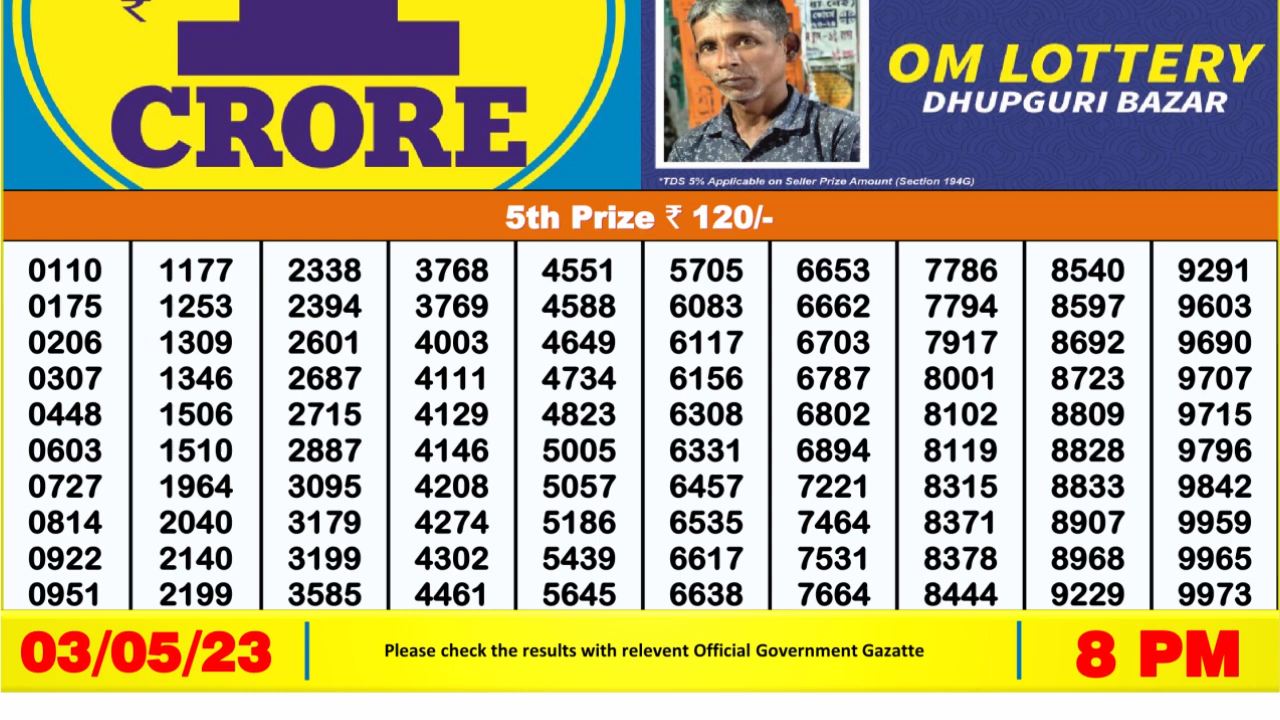 ₹
1
CRORE
OM LOTTERY
DHUPGURI BAZAR
*TDS 5% Applicable on Seller Prize Amount (Section 194G)
5th Prize ₹ 120/-
0110 1177 2338 3768 4551 5705 6653 7786 8540 9291
0175 1253 2394 3769 4588 6083 6662 7794 8597 9603
0206 1309 2601 4003 4649 6117 6703 7917 8692 9690
0307 1346 2687 4111 4734 6156 6787 8001 8723 9707
0448 1506 2715 4129 4823 6308 6802 8102 8809 9715
0603 1510 2887 4146 5005 6331 6894 8119 8828 9796
0727 1964 3095 4208 5057 6457 7221 8315 8833 9842
0814 2040 3179 4274 5186 6535 7464 8371 8907 9959
0922 2140 3199 4302 5439 6617 7531 8378 8968 9965
0951 2199 3585 4461 5645 6638 7664 8444 9229 9973
03/05/23
Please check the results with relevent Official Government Gazatte
8 PM